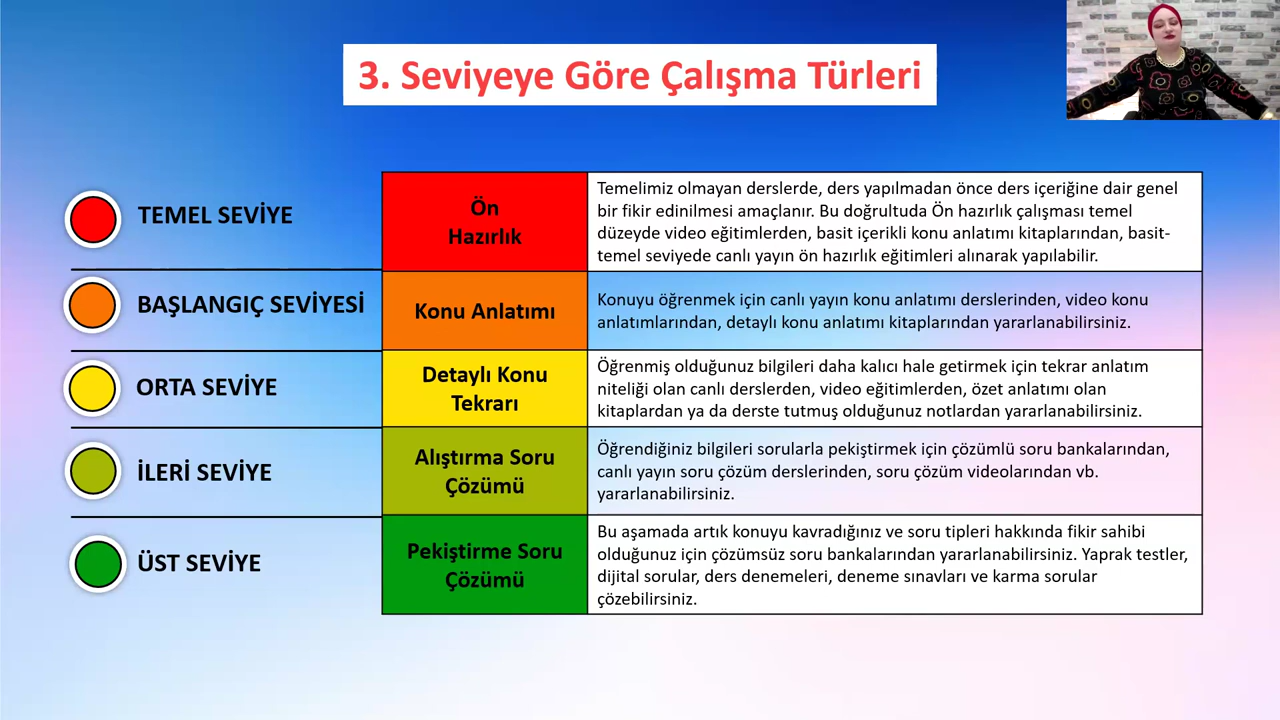 3. Seviyeye Göre Çalışma Türleri
TEMEL SEVİYE
Ön
Hazırlık
Temelimiz olmayan derslerde, ders yapılmadan önce ders içeriğine dair genel
bir fikir edinilmesi amaçlanır. Bu doğrultuda Ön hazırlık çalışması temel
düzeyde video eğitimlerden, basit içerikli konu anlatımı kitaplarından, basit-
temel seviyede canlı yayın ön hazırlık eğitimleri alınarak yapılabilir.
BAŞLANGIÇ SEVİYESİ
Konu Anlatımı
Konuyu öğrenmek için canlı yayın konu anlatımı derslerinden, video konu
anlatımlarından, detaylı konu anlatımı kitaplarından yararlanabilirsiniz.
ORTA SEVİYE
Detaylı Konu
Tekrarı
Öğrenmiş olduğunuz bilgileri daha kalıcı hale getirmek için tekrar anlatım
niteliği olan canlı derslerden, video eğitimlerden, özet anlatımı olan
kitaplardan ya da derste tutmuş olduğunuz notlardan yararlanabilirsiniz.
İLERİ SEVİYE
Alıştırma Soru
Çözümü
Öğrendiğiniz bilgileri sorularla pekiştirmek için çözümlü soru bankalarından,
canlı yayın soru çözüm derslerinden, soru çözüm videolarından vb.
yararlanabilirsiniz.
ÜST SEVİYE
Pekiştirme Soru
Çözümü
Bu aşamada artık konuyu kavradığınız ve soru tipleri hakkında fikir sahibi
olduğunuz için çözümsüz soru bankalarından yararlanabilirsiniz. Yaprak testler,
dijital sorular, ders denemeleri, deneme sınavları ve karma sorular
çözebilirsiniz.